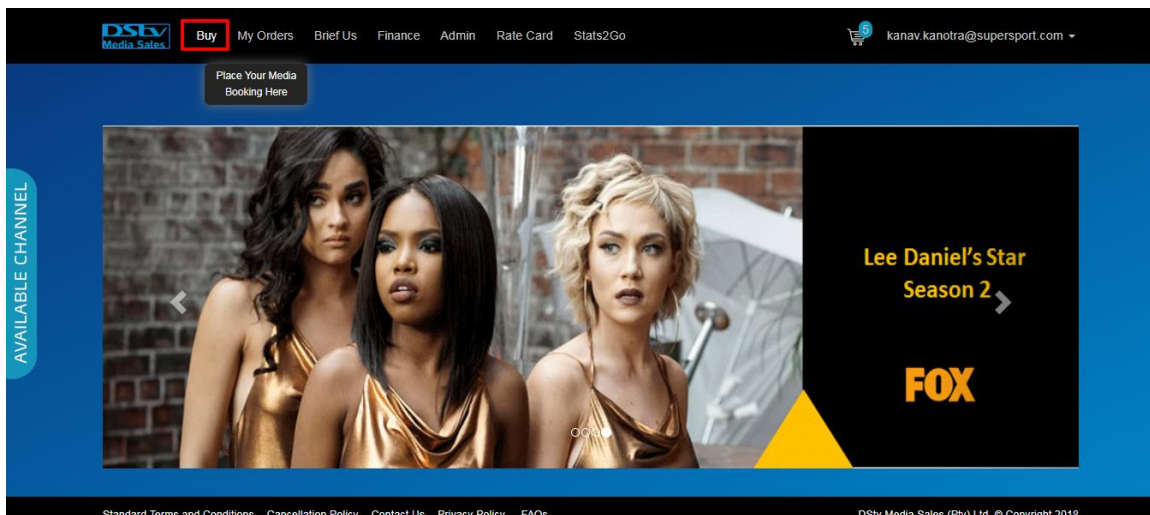 DStv
Media Sales
Buy My Orders Brief Us Finance Admin Rate Card Stats2Go
5
kanav.kanotra@supersport.com
Place Your Media
Booking Here
AVAILABLE CHANNEL
Lee Daniel's Star
Season 2
FOX
Standard Terms and Conditions Cancellation Policy Contact Us Privacy Policy FAQs
DStv Media Sales (Pty) Ltd. © Copyright 2018